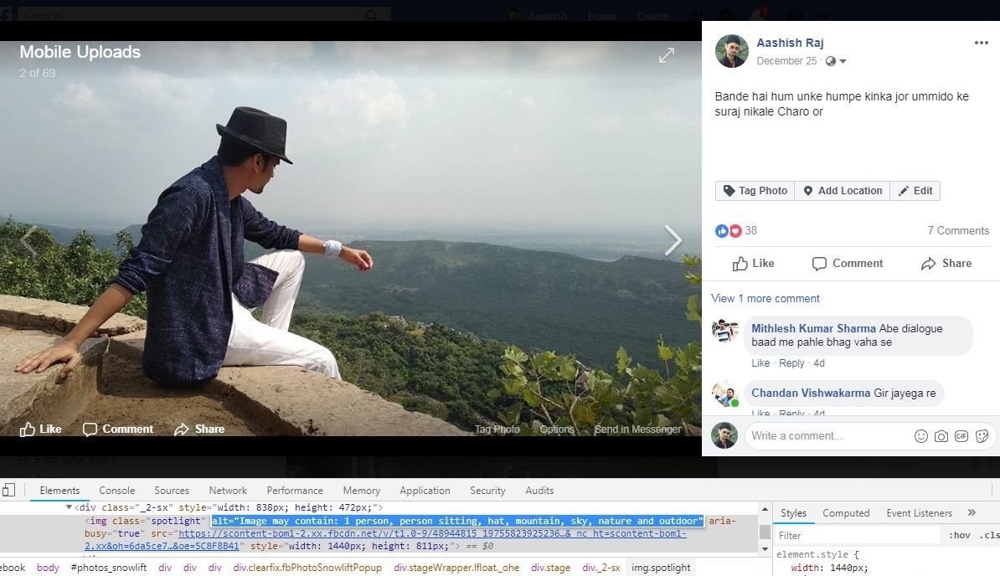 Search
Aashish Home Create
Mobile Uploads
2 of 69
Like Comment Share
Tag Photo Options Send in Messenger
Aashish Raj
December 25 ·
Bande hai hum unke humpe kinka jor ummido ke
suraj nikale Charo or
Tag Photo Add Location Edit
38 7 Comments
Like Comment Share
View 1 more comment
Mithlesh Kumar Sharma Abe dialogue
baad me pahle bhag vaha se
Like · Reply · 4d
Chandan Vishwakarma Gir jayega re
Like · Reply · 4d
Write a comment...
GIF
From Bihar Sharif
Search
Elements Console Sources Network Performance Memory Application Security Audits
▼<div class="_2-sx" style="width: 838px; height: 472px;">
<img class="spotlight" alt="Image may contain: 1 person, person sitting, hat, mountain, sky, nature and outdoor" aria-
busy="true" src="https://scontent-bom1-2.xx.fbcdn.net/v/t1.0-9/48944815_19755823925236…&_nc_ht=scontent-bom1-
2.xx&oh=6da5ce7…&oe=5C8F8B41" style="width: 1440px; height: 811px;"> == $0
ebook body #photos_snowlift div div div div.clearfix.fbPhotoSnowliftPopup div.stageWrapper.lfloat._ohe div.stage div._2-sx img.spotlight
Styles Computed Event Listeners »
Filter :hov .cls
element.style {
width: 1440px;